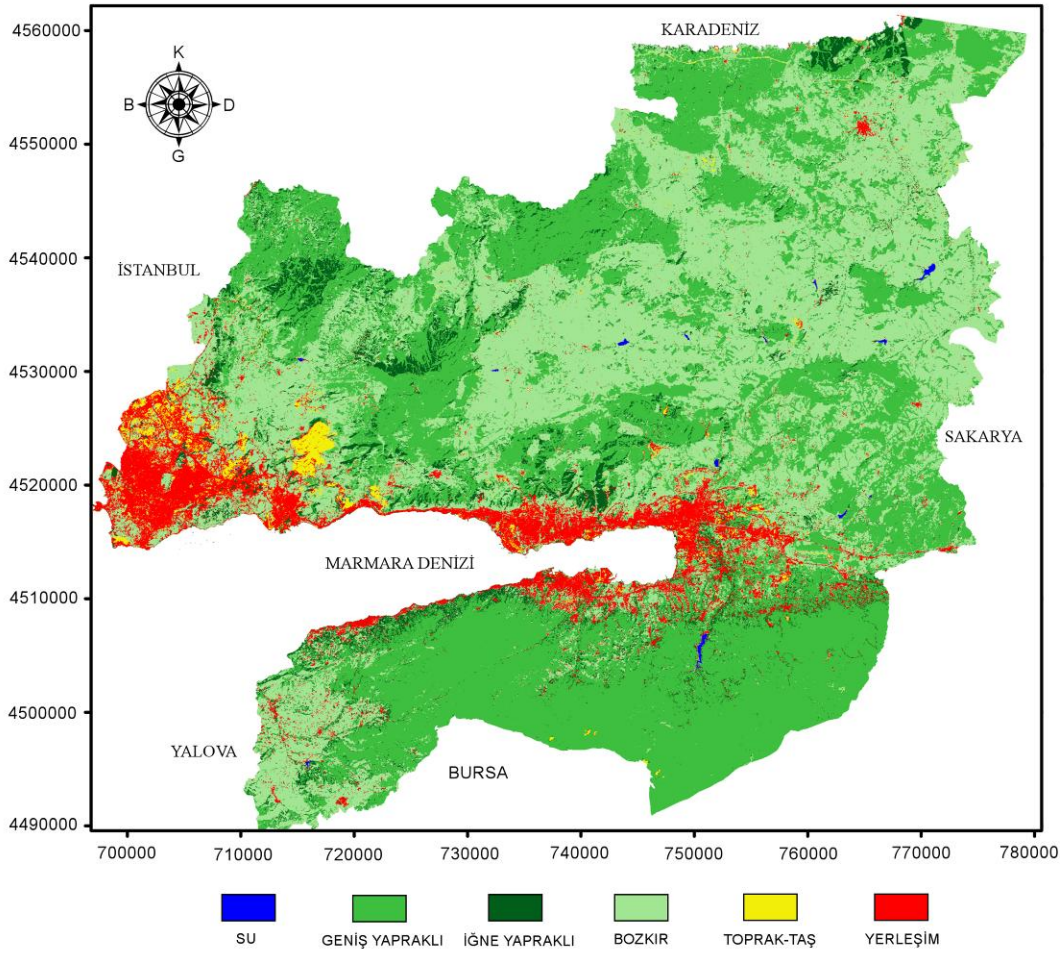 4560000
KARADENİZ
K
B
D
G
4550000
4540000
İSTANBUL
4530000
SAKARYA
4520000
MARMARA DENİZİ
4510000
4500000
YALOVA
BURSA
4490000
700000 710000 720000 730000 740000 750000 760000 770000 780000
SU GENİŞ YAPRAKLI İĞNE YAPRAKLI BOZKIR TOPRAK-TAŞ YERLEŞİM